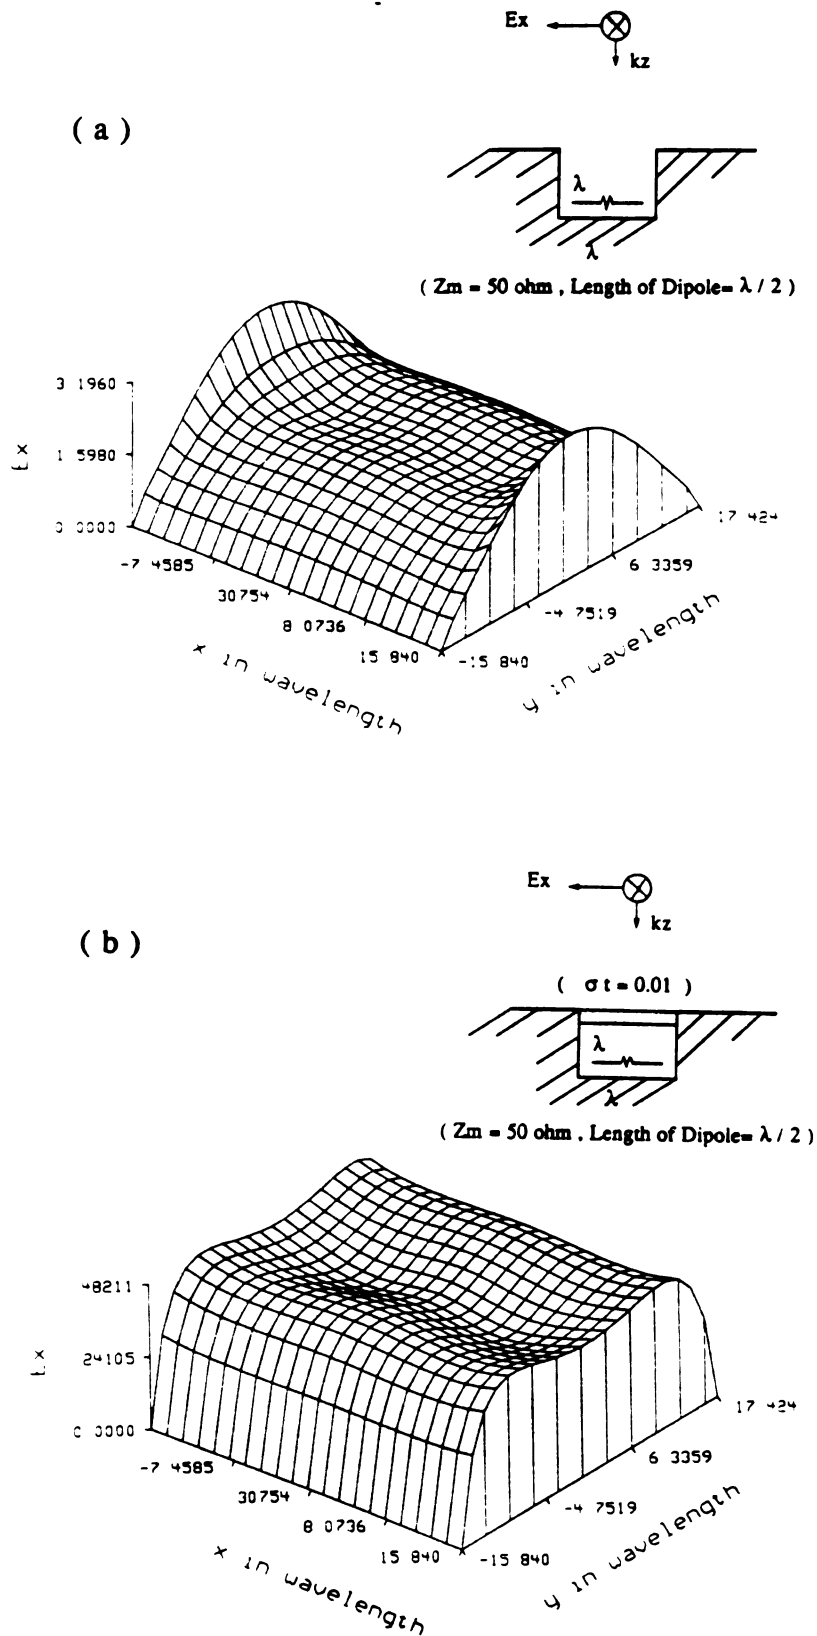 Ex
kz
( a )
λ
λ
( Zm = 50 ohm , Length of Dipole= λ / 2 )
3 1960
1 5980
Ex
0 0000
17 424
-7 4585
6 3359
30754
-4 7519
8 0736
15 840
-15 840
x in wavelength
y in wavelength
Ex
kz
( b )
( σ t = 0.01 )
λ
λ
( Zm = 50 ohm , Length of Dipole= λ / 2 )
48211
24105
Ex
0 0000
17 424
-7 4585
6 3359
30754
-4 7519
8 0736
15 840
-15 840
x in wavelength
y in wavelength